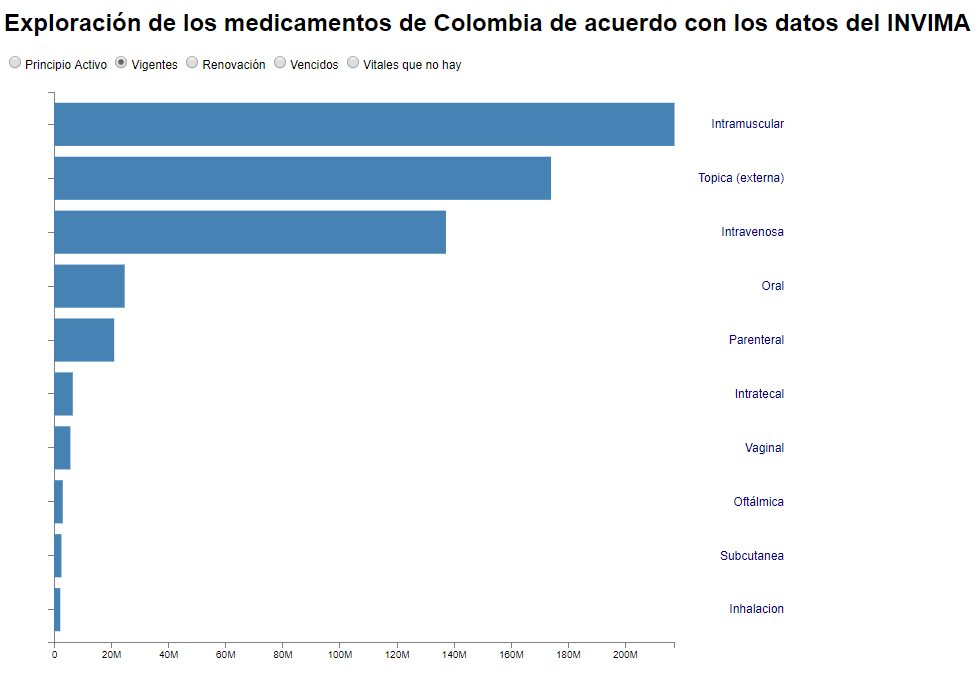 Exploración de los medicamentos de Colombia de acuerdo con los datos del INVIMA
Principio Activo Vigentes Renovación Vencidos Vitales que no hay
Intramuscular
Topica (externa)
Intravenosa
Oral
Parenteral
Intratecal
Vaginal
Oftálmica
Subcutanea
Inhalacion
0 20M 40M 60M 80M 100M 120M 140M 160M 180M 200M